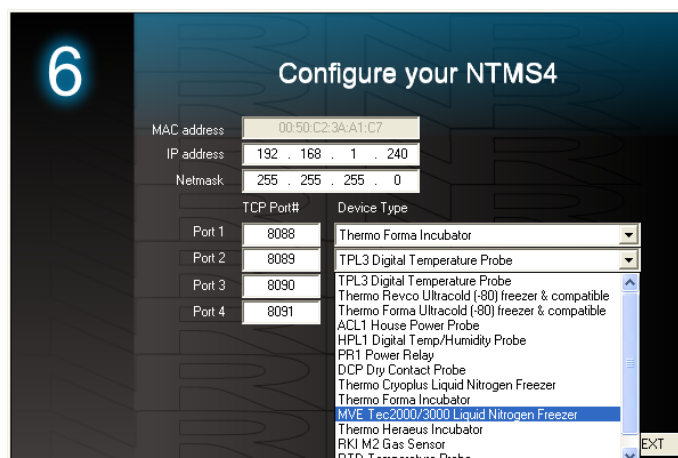 6
Configure your NTMS4
MAC address 00:50:C2:3A:A1:C7
IP address 192 . 168 . 1 . 240
Netmask 255 . 255 . 255 . 0
TCP Port# Device Type
Port 1 8088 Thermo Forma Incubator
Port 2 8089 TPL3 Digital Temperature Probe
Port 3 8090
Port 4 8091
TPL3 Digital Temperature Probe
Thermo Revco Ultracold (-80) freezer & compatible
Thermo Forma Ultracold (-80) freezer & compatible
ACL1 House Power Probe
HPL1 Digital Temp/Humidity Probe
PR1 Power Relay
DCP Dry Contact Probe
Thermo Cryoplus Liquid Nitrogen Freezer
Thermo Forma Incubator
MVE Tec2000/3000 Liquid Nitrogen Freezer
Thermo Heraeus Incubator
RKI M2 Gas Sensor
RTD Temperature Probe
EXT